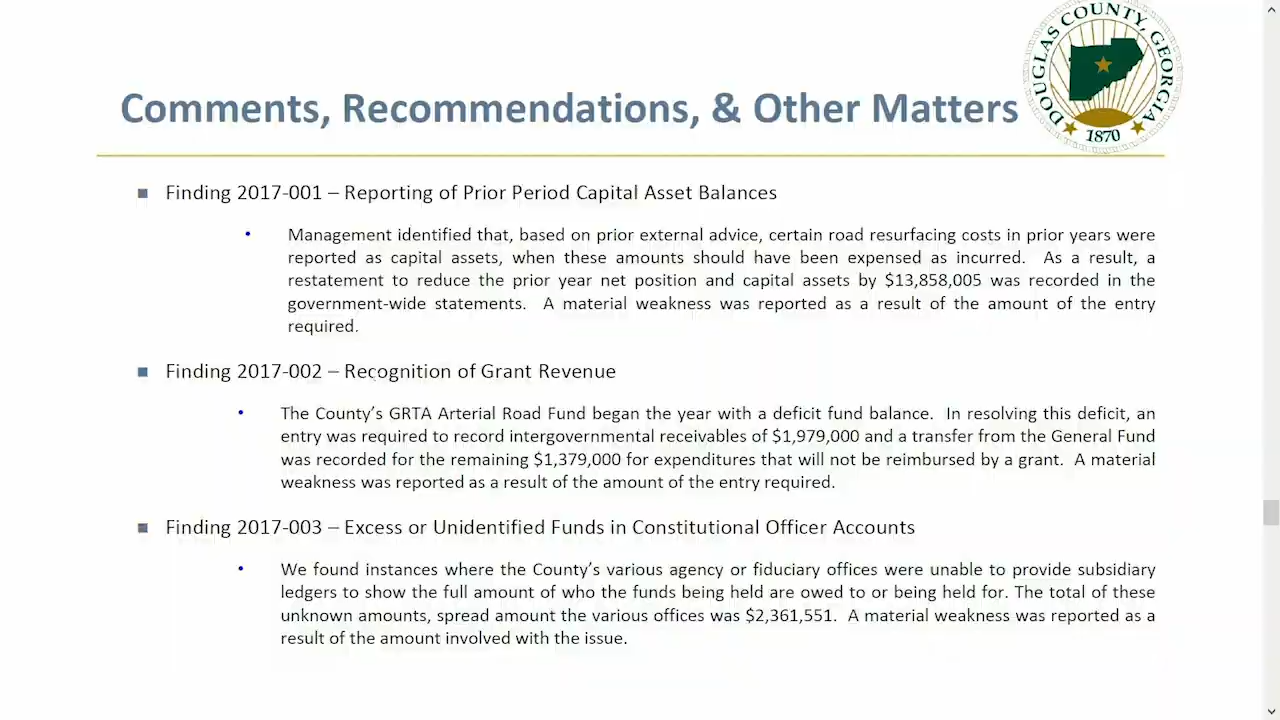 DOUGLAS COUNTY, GEORGIA
1870
Comments, Recommendations, & Other Matters
Finding 2017-001 – Reporting of Prior Period Capital Asset Balances
Management identified that, based on prior external advice, certain road resurfacing costs in prior years were
reported as capital assets, when these amounts should have been expensed as incurred. As a result, a
restatement to reduce the prior year net position and capital assets by $13,858,005 was recorded in the
government-wide statements. A material weakness was reported as a result of the amount of the entry
required.
Finding 2017-002 – Recognition of Grant Revenue
The County’s GRTA Arterial Road Fund began the year with a deficit fund balance. In resolving this deficit, an
entry was required to record intergovernmental receivables of $1,979,000 and a transfer from the General Fund
was recorded for the remaining $1,379,000 for expenditures that will not be reimbursed by a grant. A material
weakness was reported as a result of the amount of the entry required.
Finding 2017-003 – Excess or Unidentified Funds in Constitutional Officer Accounts
We found instances where the County’s various agency or fiduciary offices were unable to provide subsidiary
ledgers to show the full amount of who the funds being held are owed to or being held for. The total of these
unknown amounts, spread amount the various offices was $2,361,551. A material weakness was reported as a
result of the amount involved with the issue.